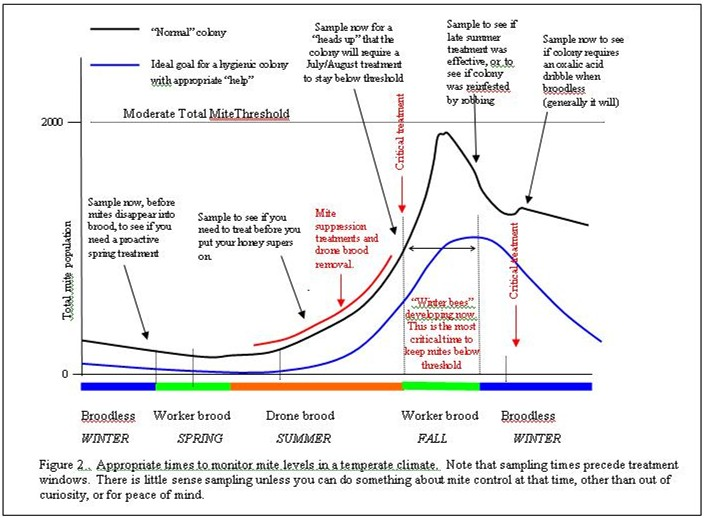 "Normal" colony
Ideal goal for a hygienic colony
with appropriate "help"
Sample now for a
"heads up" that the
colony will require a
July/August treatment
to stay below threshold
Sample to see if
late summer
treatment was
effective, or to
see if colony
was reinfested
by robbing
Sample now to see
if colony requires
an oxalic acid
dribble when
broodless
(generally it will)
2000
Moderate Total MiteThreshold
Critical treatment
Sample now, before
mites disappear into
brood, to see if you
need a proactive
spring treatment
Sample to see if you
need to treat before you
put your honey supers
on.
Mite
suppression
treatments and
drone brood
removal.
Total mite population
Critical treatment
"Winter bees"
developing now.
This is the most
critical time to
keep mites below
threshold
0
Broodless Worker brood Drone brood Worker brood Broodless
WINTER SPRING SUMMER FALL WINTER
Figure 2.. Appropriate times to monitor mite levels in a temperate climate. Note that sampling times precede treatment
windows. There is little sense sampling unless you can do something about mite control at that time, other than out of
curiosity, or for peace of mind.